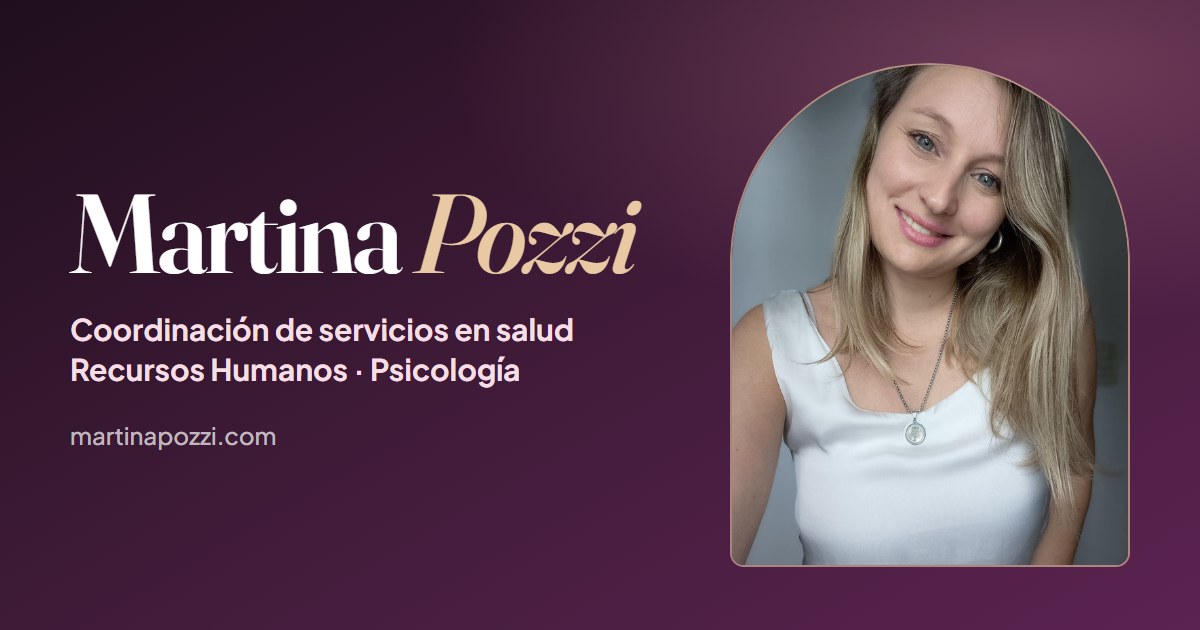 Martina Pozzi
Coordinación de servicios en salud
Recursos Humanos · Psicología
martinapozzi.com